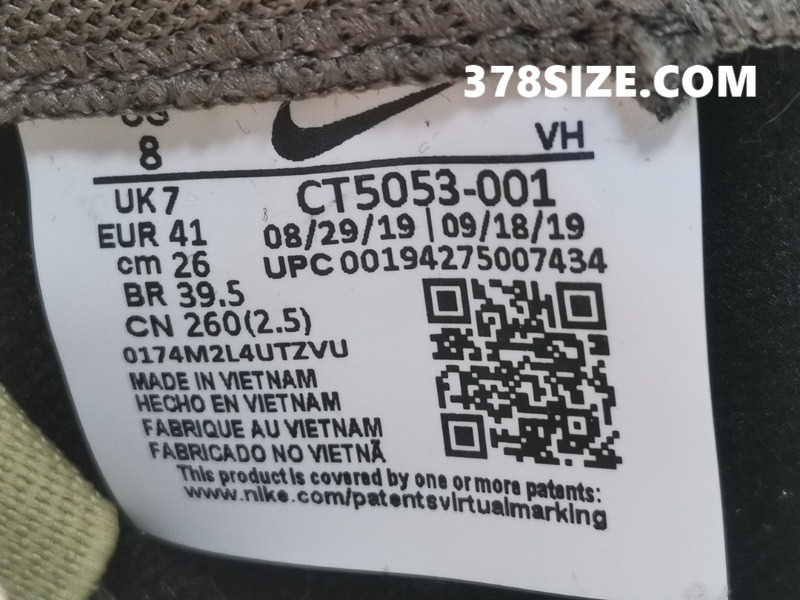 378SIZE.COM
US
8
VH
UK 7
CT5053-001
EUR 41
08/29/19 | 09/18/19
cm 26
UPC 00194275007434
BR 39.5
CN 260(2.5)
0174M2L4UTZVU
MADE IN VIETNAM
HECHO EN VIETNAM
FABRIQUE AU VIETNAM
FABRICADO NO VIETNÃ
This product is covered by one or more patents:
www.nike.com/patentsvirtualmarking